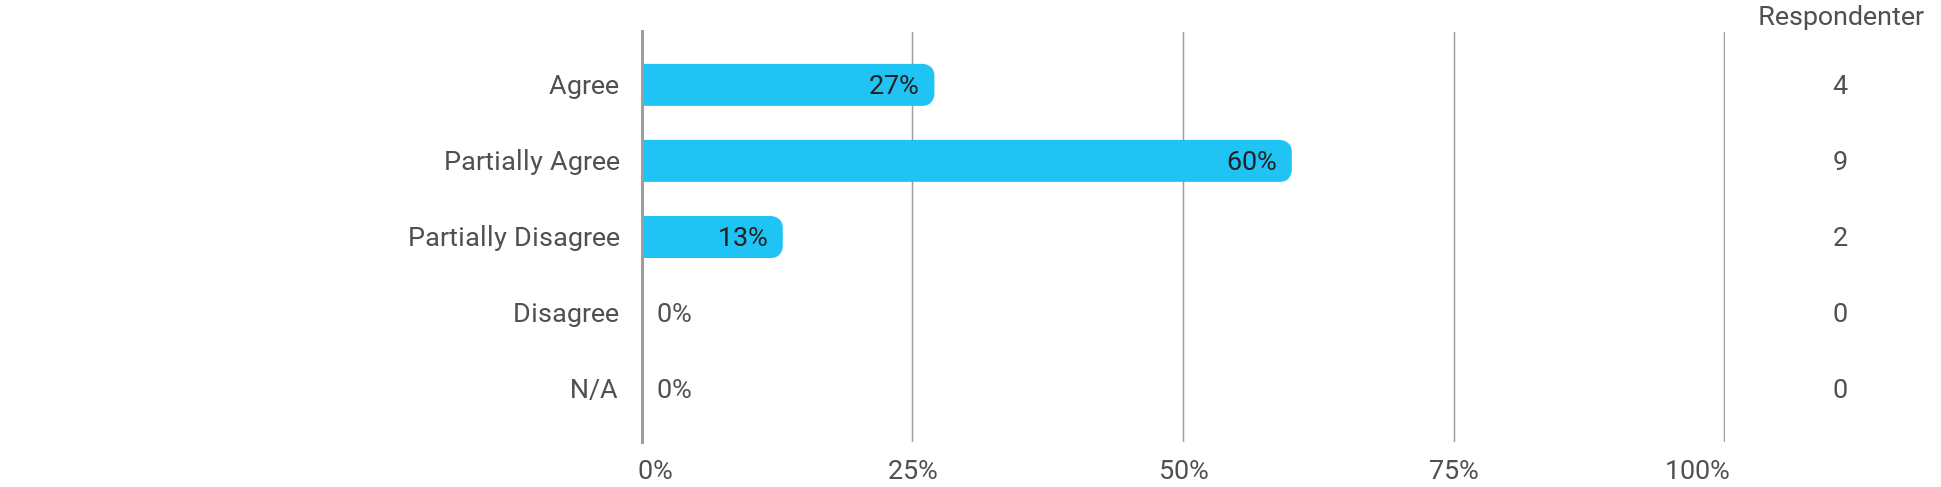 Respondenter
Agree 27% 4
Partially Agree 60% 9
Partially Disagree 13% 2
Disagree 0% 0
N/A 0% 0
0% 25% 50% 75% 100%